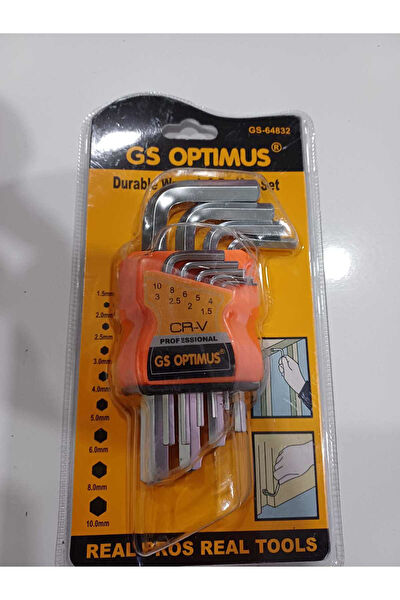 GS-64832
GS OPTIMUS®
Durable Set
10 8 6 5 4
3 2.5 2 1.5
CR-V
PROFESSIONAL
GS OPTIMUS®
1.5mm
2.0mm
2.5mm
3.0mm
4.0mm
5.0mm
6.0mm
8.0mm
10.0mm
REAL PROS REAL TOOLS